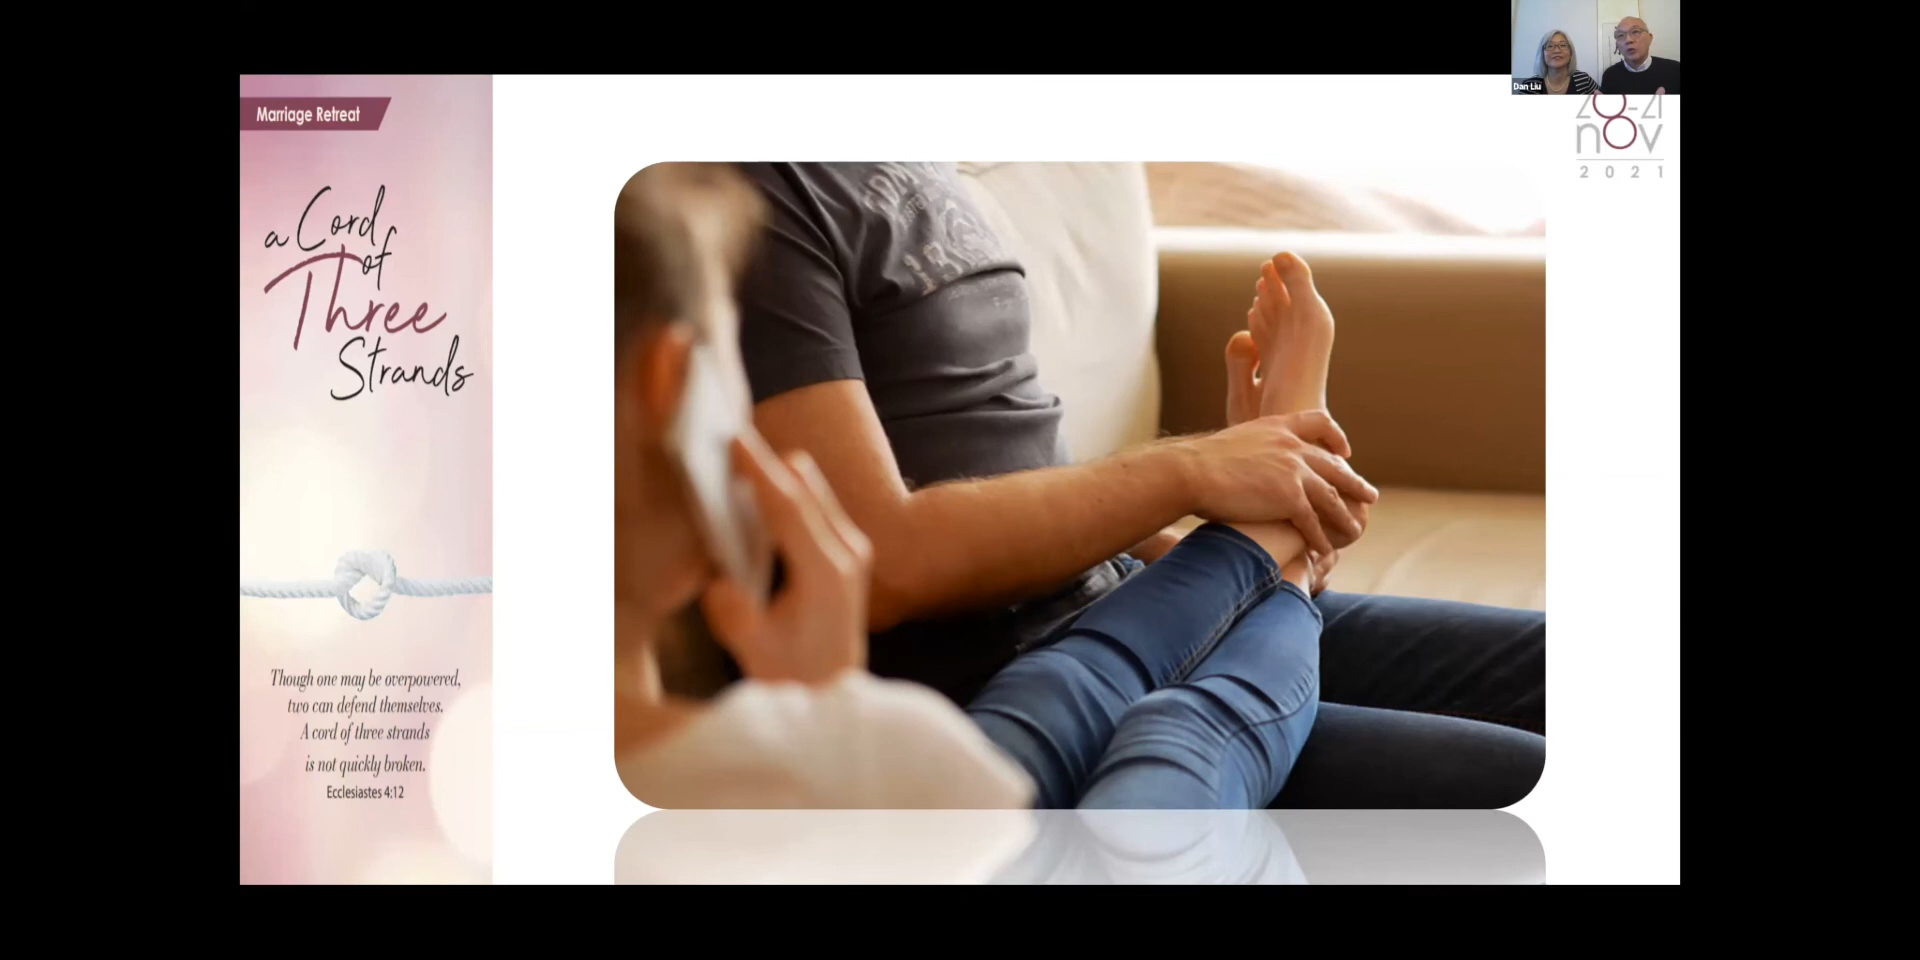 Marriage Retreat
a Cord
of
Three
Strands
Though one may be overpowered,
two can defend themselves.
A cord of three strands
is not quickly broken.
Ecclesiastes 4:12
Dan Liu
nov
2021